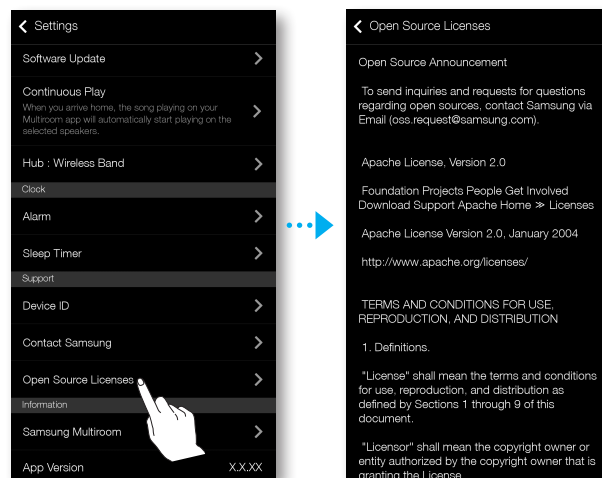 Settings
Software Update
Continuous Play
When you arrive home, the song playing on your
Multiroom app will automatically start playing on the
selected speakers.
Hub : Wireless Band
Clock
Alarm
Sleep Timer
Support
Device ID
Contact Samsung
Open Source Licenses
Information
Samsung Multiroom
App Version X.X.XX
Open Source Licenses
Open Source Announcement
To send inquiries and requests for questions
regarding open sources, contact Samsung via
Email (oss.request@samsung.com).
Apache License, Version 2.0
Foundation Projects People Get Involved
Download Support Apache Home ≫ Licenses
Apache License Version 2.0, January 2004
http://www.apache.org/licenses/
TERMS AND CONDITIONS FOR USE,
REPRODUCTION, AND DISTRIBUTION
1. Definitions.
"License" shall mean the terms and conditions
for use, reproduction, and distribution as
defined by Sections 1 through 9 of this
document.
"Licensor" shall mean the copyright owner or
entity authorized by the copyright owner that is
granting the License.